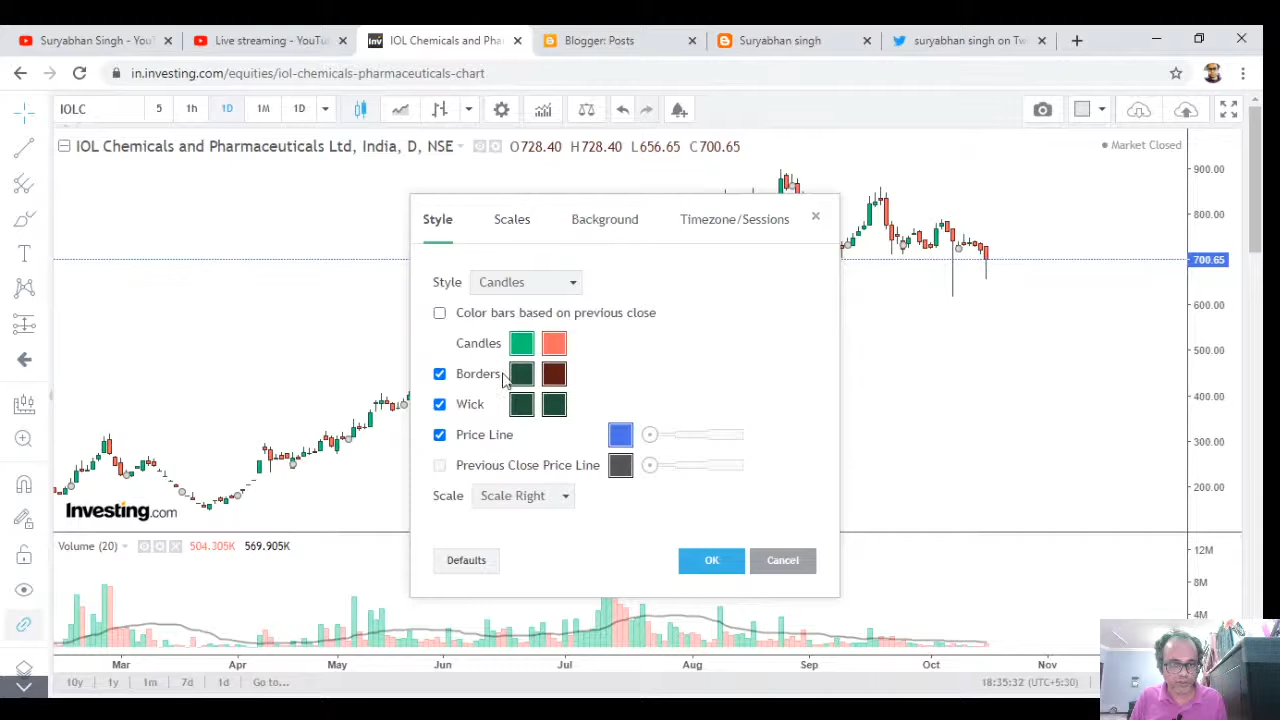 Suryabhan Singh - YouT
Live streaming - YouTube
IOL Chemicals and Pha
Blogger: Posts
Suryabhan singh
suryabhan singh on Tw
in.investing.com/equities/iol-chemicals-pharmaceuticals-chart
IOLC
5
1h
1D
1M
1D
IOL Chemicals and Pharmaceuticals Ltd, India, D, NSE
O728.40 H728.40 L656.65 C700.65
Market Closed
900.00
800.00
700.65
600.00
500.00
400.00
300.00
200.00
Style
Scales
Background
Timezone/Sessions
Style
Candles
Color bars based on previous close
Candles
Borders
Wick
Price Line
Previous Close Price Line
Scale
Scale Right
Defaults
OK
Cancel
Investing.com
Volume (20)
504.305K
569.905K
12M
8M
4M
Mar
Apr
May
Jun
Jul
Aug
Sep
Oct
Nov
10y
1y
1m
7d
1d
Go to...
18:35:32 (UTC+5:30)